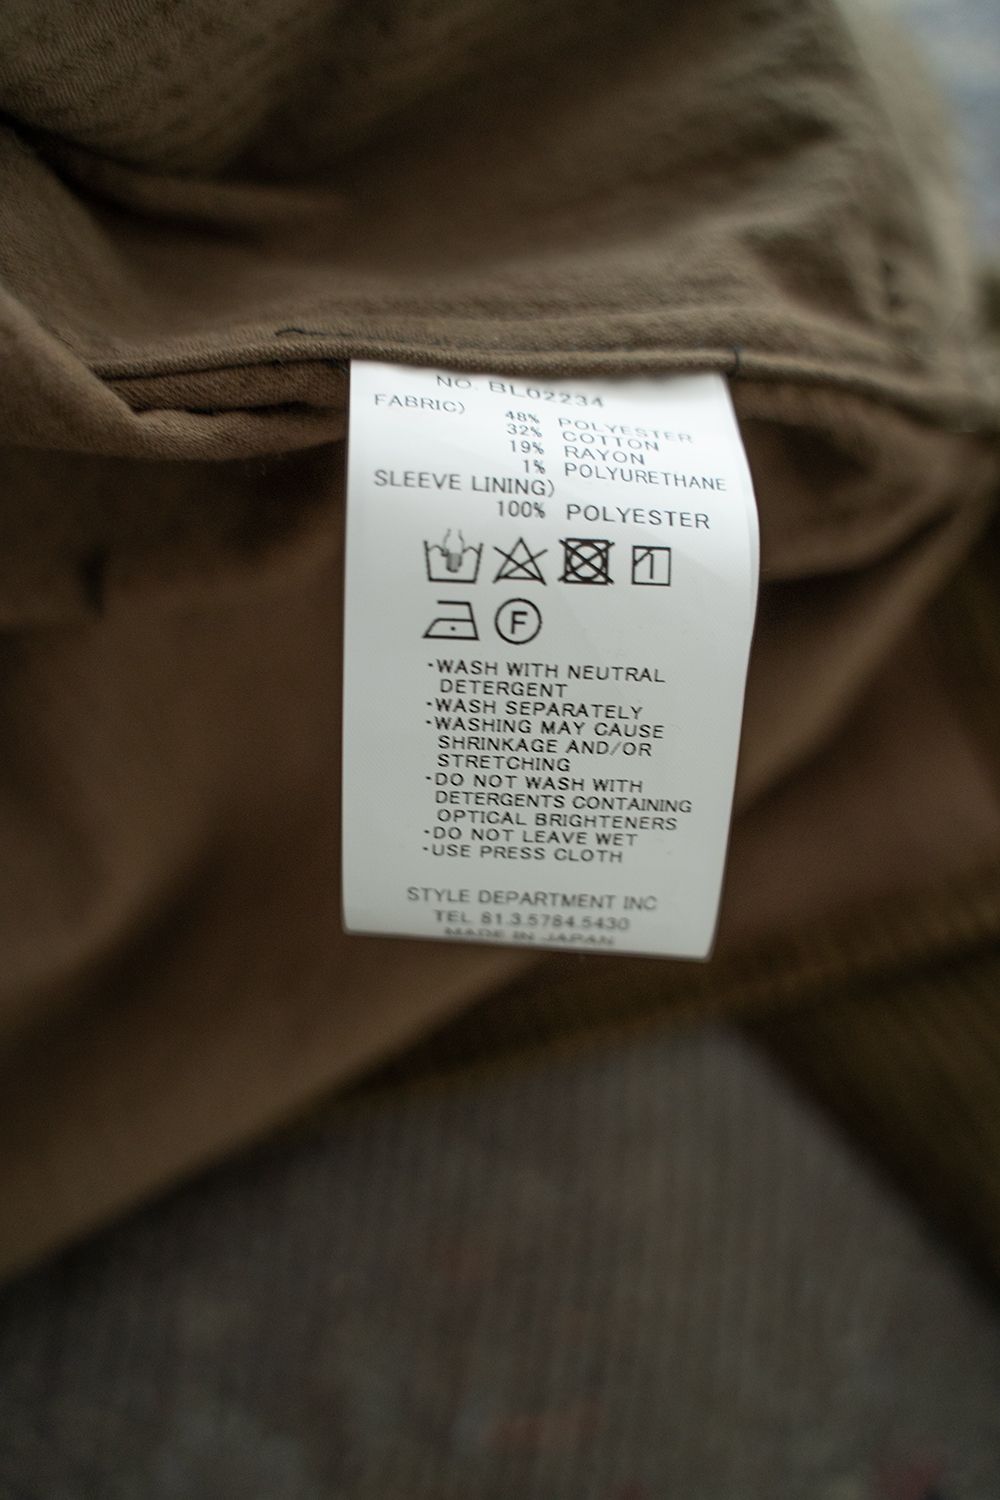 NO. BL02234
FABRIC)
48% POLYESTER
32% COTTON
19% RAYON
1% POLYURETHANE
SLEEVE LINING)
100% POLYESTER
F
·WASH WITH NEUTRAL
DETERGENT
·WASH SEPARATELY
·WASHING MAY CAUSE
SHRINKAGE AND/OR
STRETCHING
·DO NOT WASH WITH
DETERGENTS CONTAINING
OPTICAL BRIGHTENERS
·DO NOT LEAVE WET
·USE PRESS CLOTH
STYLE DEPARTMENT INC
TEL 81.3.5784.5430
MADE IN JAPAN